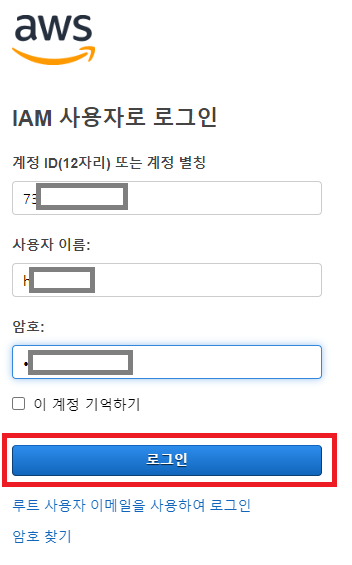 aws
IAM 사용자로 로그인
계정 ID(12자리) 또는 계정 별칭
73
사용자 이름:
h
암호:
이 계정 기억하기
로그인
루트 사용자 이메일을 사용하여 로그인
암호 찾기